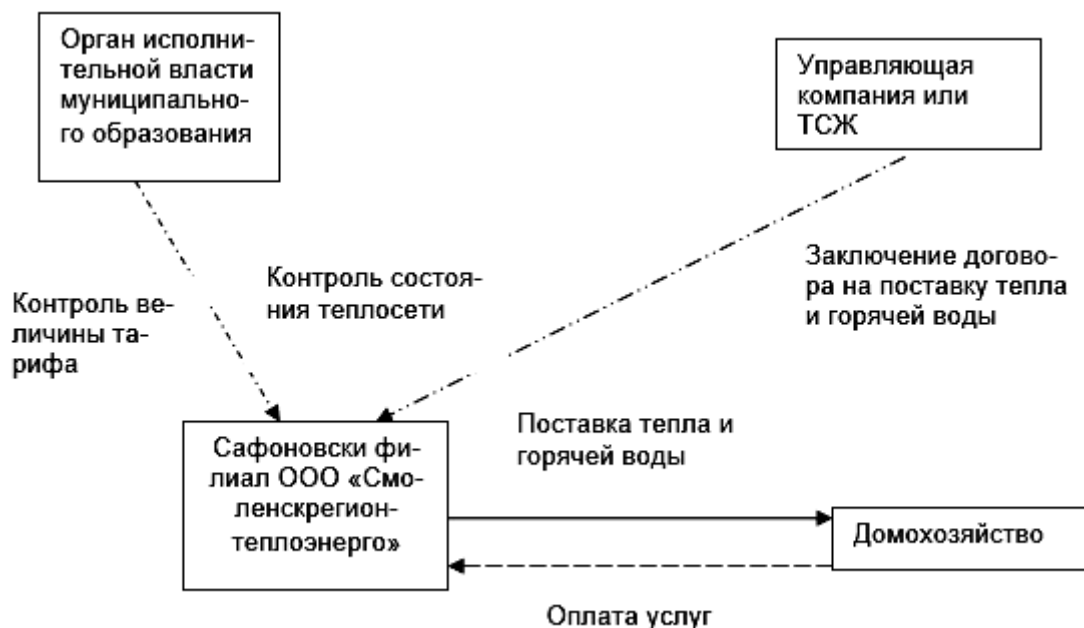 Орган исполни-
тельной власти
муниципально-
го образования
Управляющая
компания или
ТСЖ
Контроль ве-
личины та-
рифа
Контроль состоя-
ния теплосети
Заключение догово-
ра на поставку тепла
и горячей воды
Сафоновски фи-
лиал ООО «Смо-
ленскрегион-
теплоэнерго»
Поставка тепла и
горячей воды
Домохозяйство
Оплата услуг